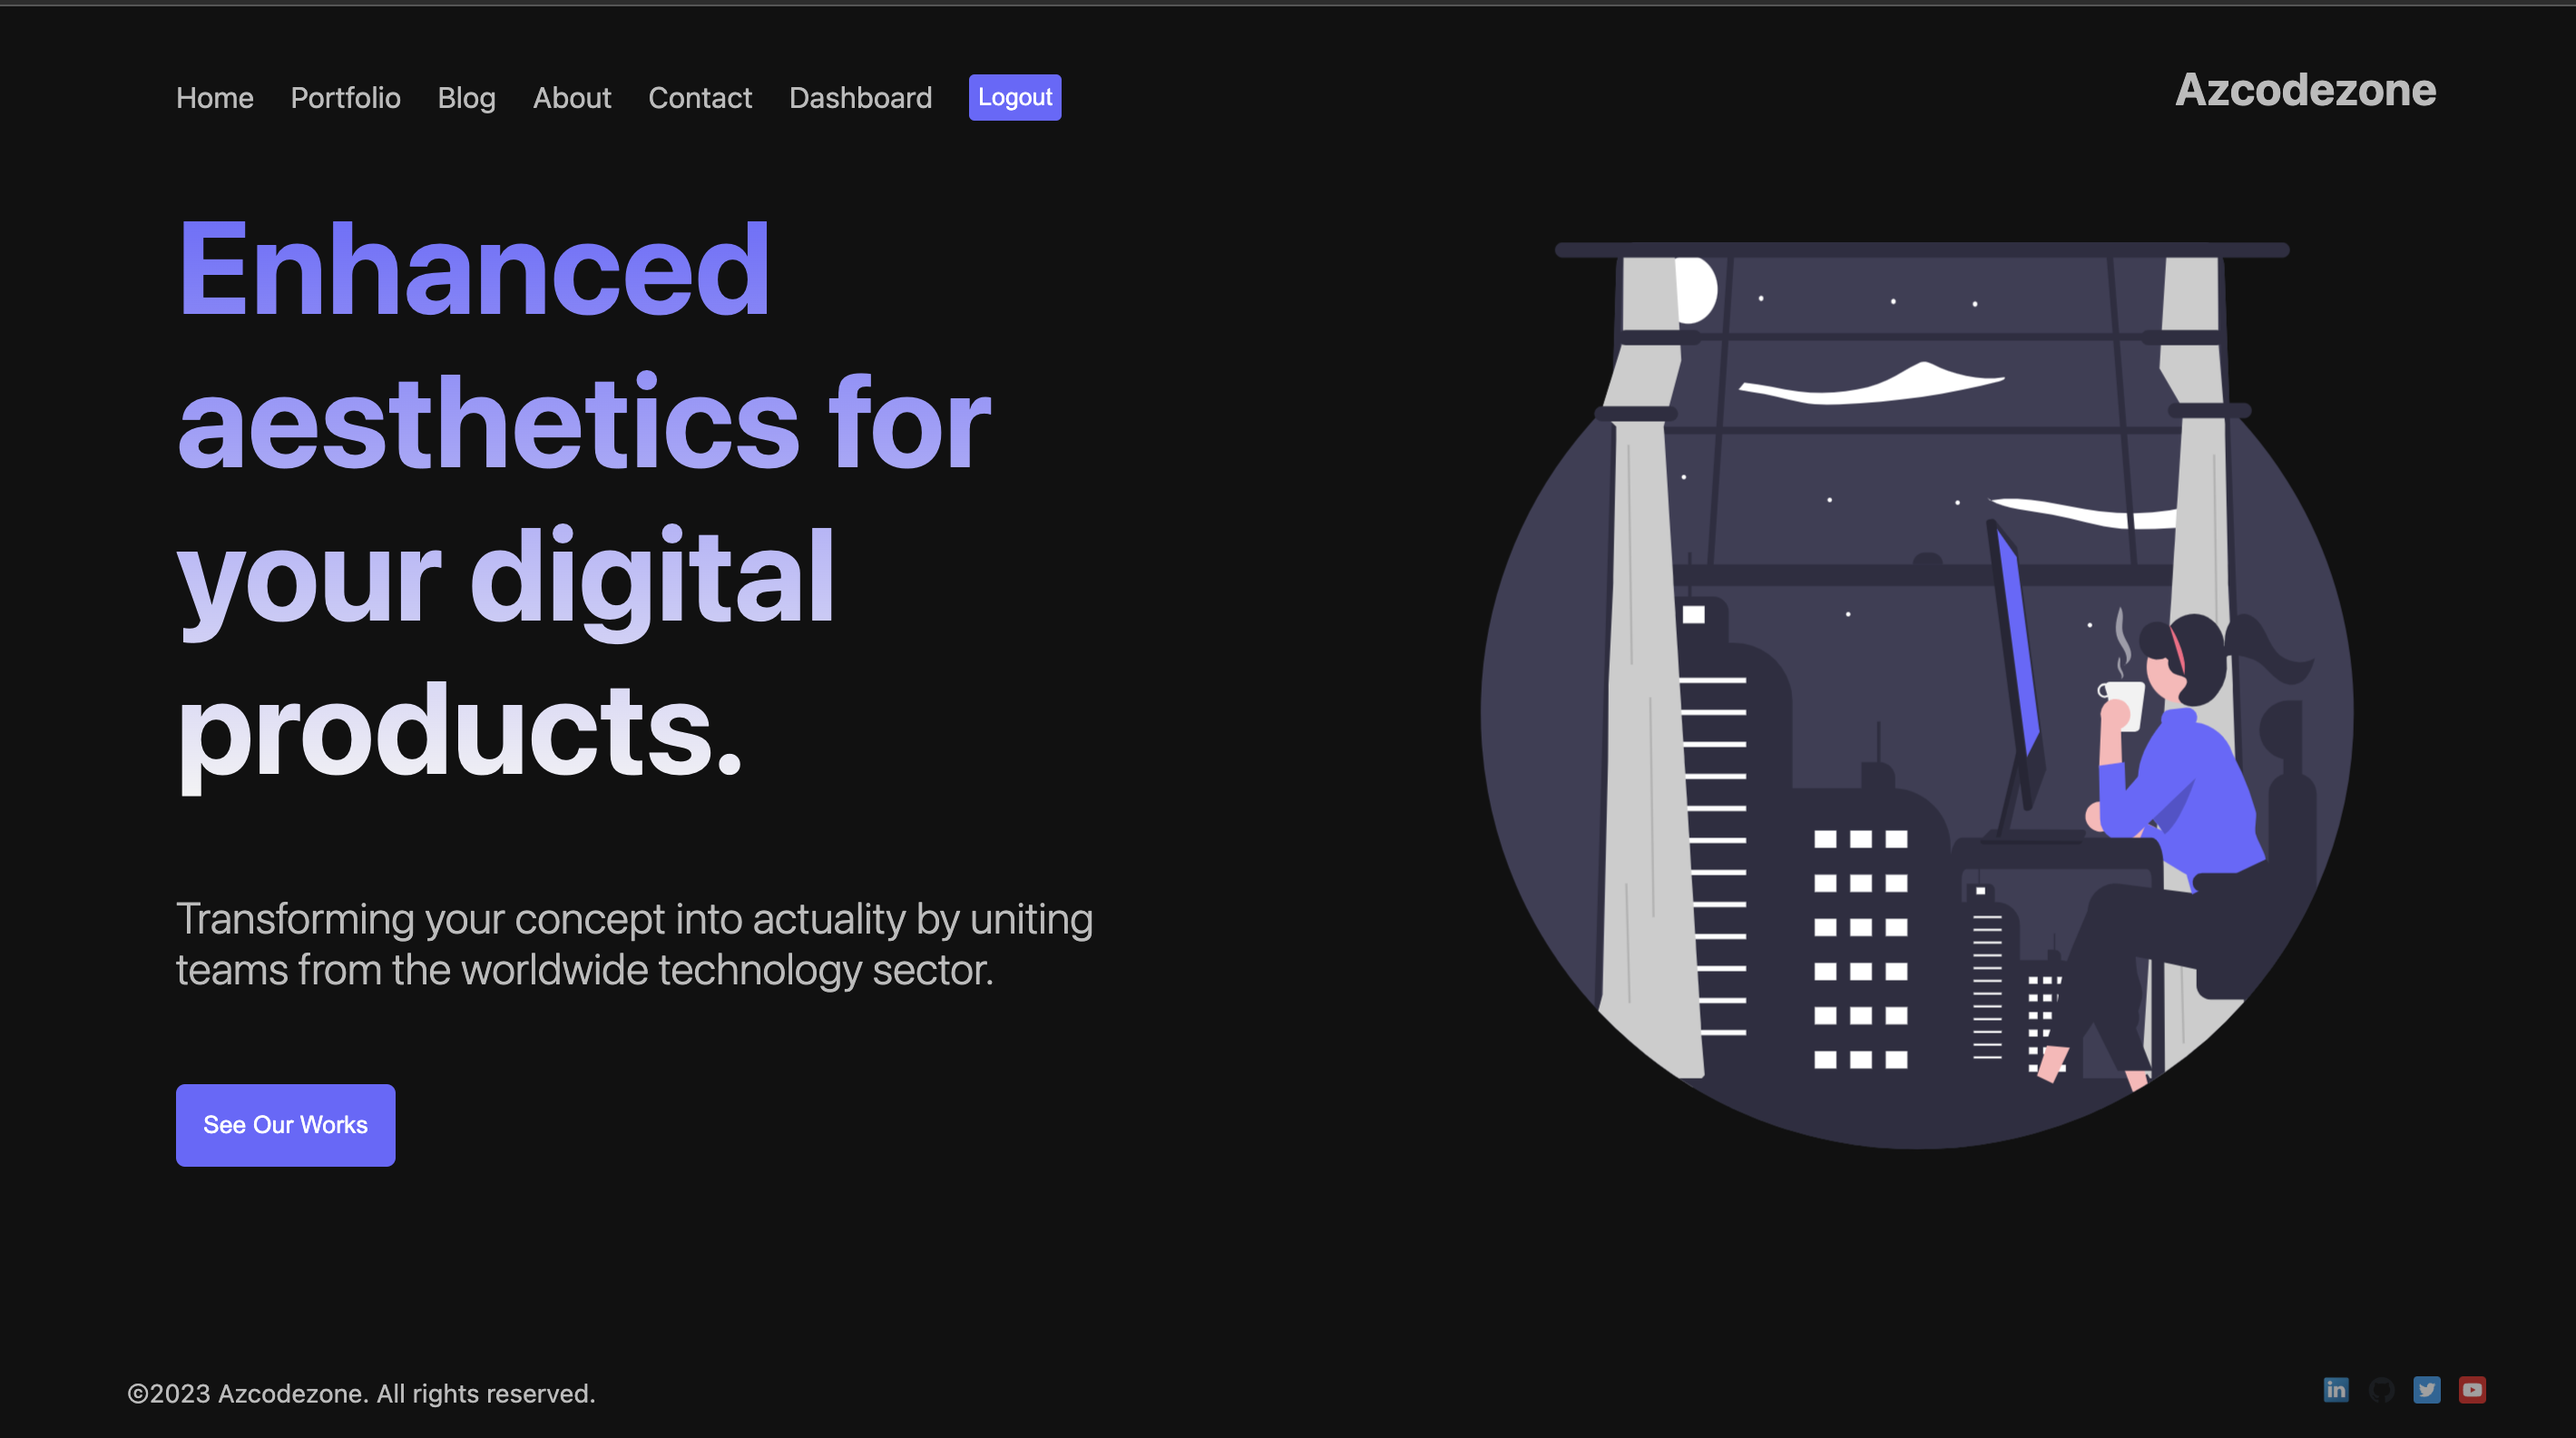 Home Portfolio Blog About Contact Dashboard Logout Azcodezone
Enhanced
aesthetics for
your digital
products.
Transforming your concept into actuality by uniting
teams from the worldwide technology sector.
See Our Works
©2023 Azcodezone. All rights reserved.
in